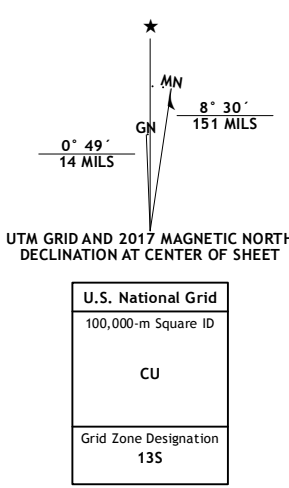 ★
MN
GN
8° 30´
151 MILS
0° 49´
14 MILS
UTM GRID AND 2017 MAGNETIC NORTH
DECLINATION AT CENTER OF SHEET
U.S. National Grid
100,000-m Square ID
CU
Grid Zone Designation
13S